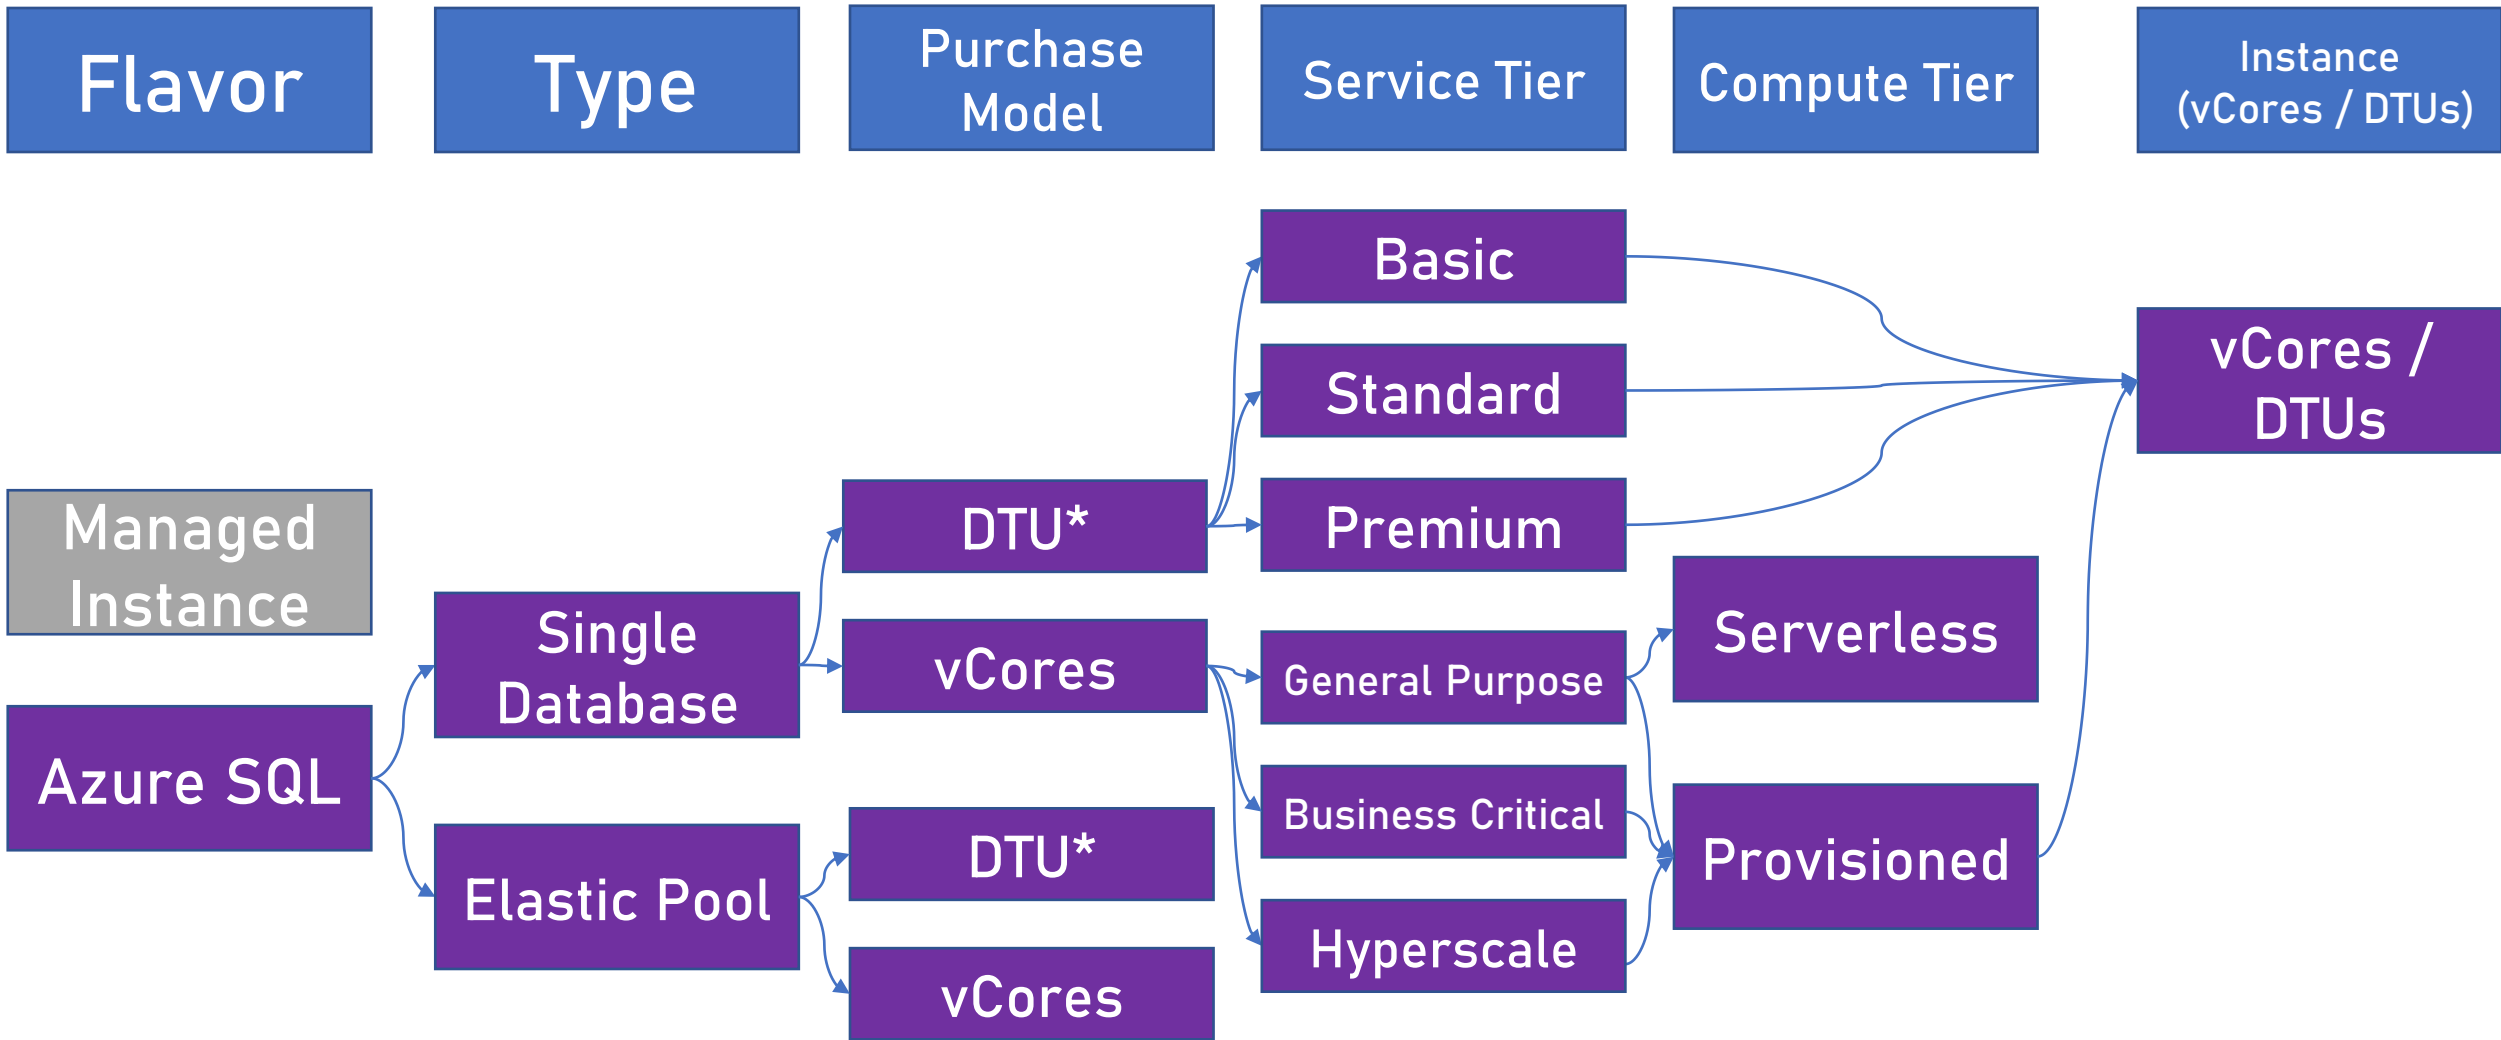 Flavor
Type
Purchase
Model
Service Tier
Compute Tier
Instance
(vCores / DTUs)
Managed
Instance
Azure SQL
Single
Database
Elastic Pool
DTU*
vCores
DTU*
vCores
Basic
Standard
Premium
General Purpose
Business Critical
Hyperscale
Serverless
Provisioned
vCores /
DTUs